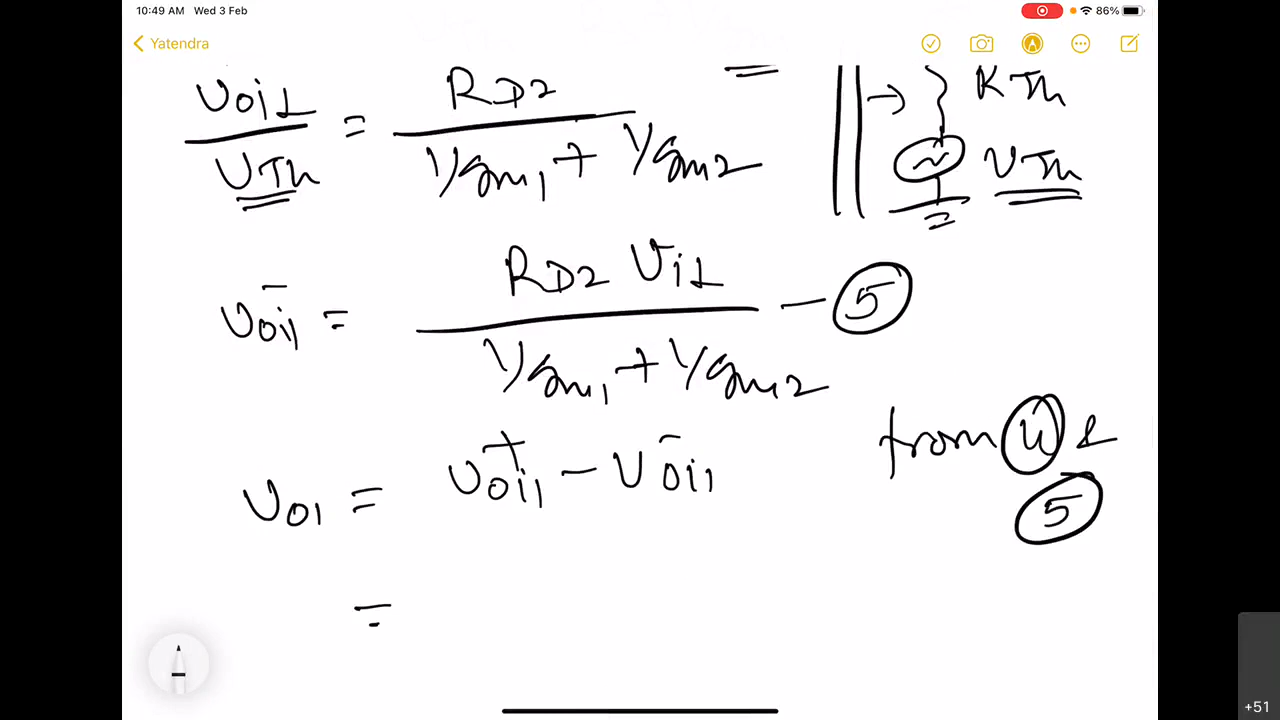 10:49 AM Wed 3 Feb
86%
Yatendra
Voi1 / VTh = RD2 / (1/gm1 + 1/gm2)
RTh
VTh
Voi1⁻ = RD2 Vi1 / (1/gm1 + 1/gm2) — 5
from 4 &
5
Vo1 = Voi1⁺ − Voi1⁻
=
+51